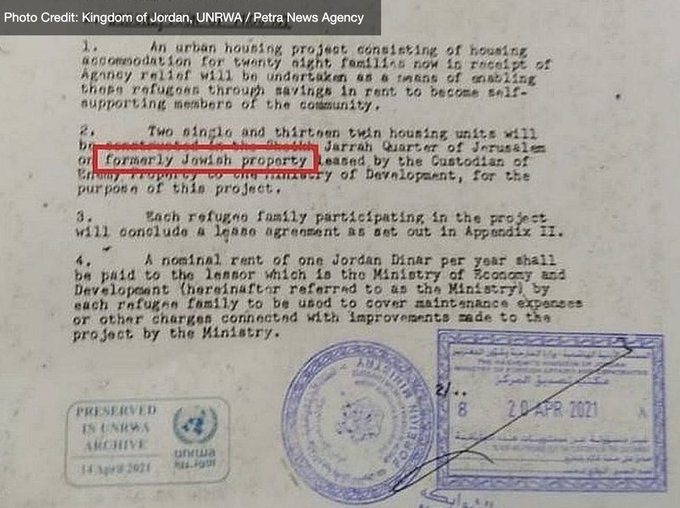 Photo Credit: Kingdom of Jordan, UNRWA / Petra News Agency
1. An urban housing project consisting of housing
accommodation for twenty eight families now in receipt of
Agency relief will be undertaken as a means of enabling
these refugees through savings in rent to become self-
supporting members of the community.
2. Two single and thirteen twin housing units will
be constructed in the Sheikh Jarrah Quarter of Jerusalem
on formerly Jewish property leased by the Custodian of
Enemy Property to the Ministry of Development, for the
purpose of this project.
3. Each refugee family participating in the project
will conclude a lease agreement as set out in Appendix II.
4. A nominal rent of one Jordan Dinar per year shall
be paid to the lessor which is the Ministry of Economy and
Development (hereinafter referred to as the Ministry) by
each refugee family to be used to cover maintenance expenses
or other charges connected with improvements made to the
project by the Ministry.
PRESERVED
IN UNRWA
ARCHIVE
14 April 2021
unrwa
الأونروا
FOREIGN MINISTRY
مكتب تصديق المركز
8 20 APR 2021 A